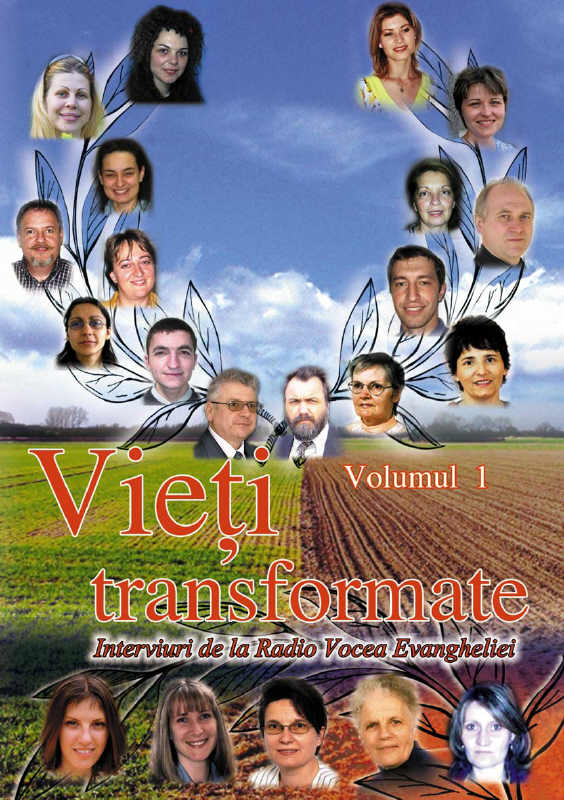 Vieți
Volumul 1
transformate
Interviuri de la Radio Vocea Evangheliei